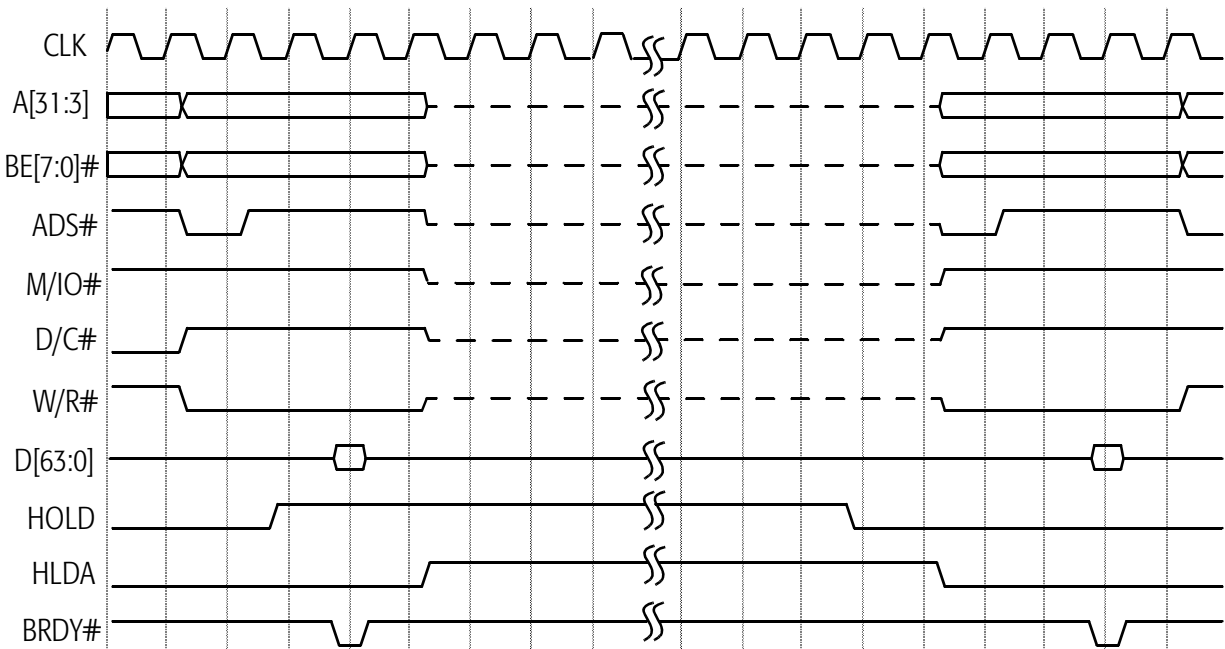 CLK
A[31:3]
BE[7:0]#
ADS#
M/IO#
D/C#
W/R#
D[63:0]
HOLD
HLDA
BRDY#